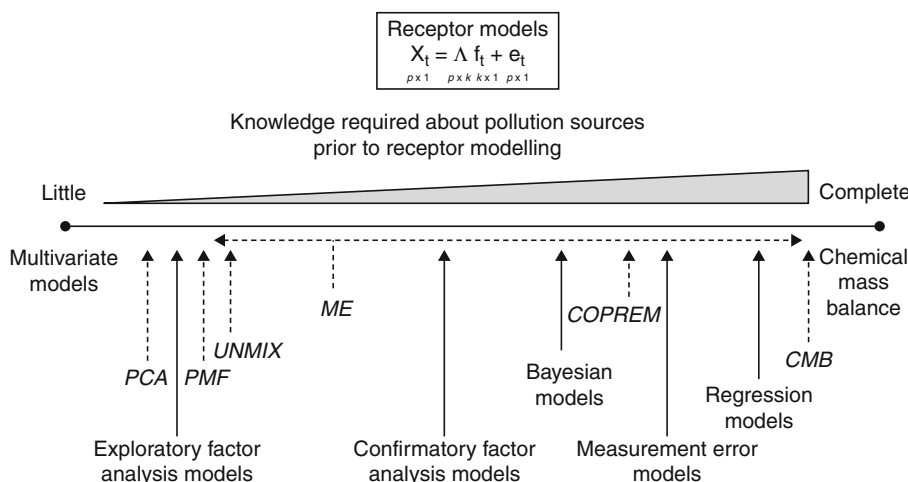 Receptor models
Xt = Λ ft + et
p x 1 p x k k x 1 p x 1
Knowledge required about pollution sources
prior to receptor modelling
Little
Complete
Multivariate
models
Chemical
mass
balance
ME
COPREM
UNMIX
PCA
PMF
CMB
Bayesian
models
Regression
models
Exploratory factor
analysis models
Confirmatory factor
analysis models
Measurement error
models